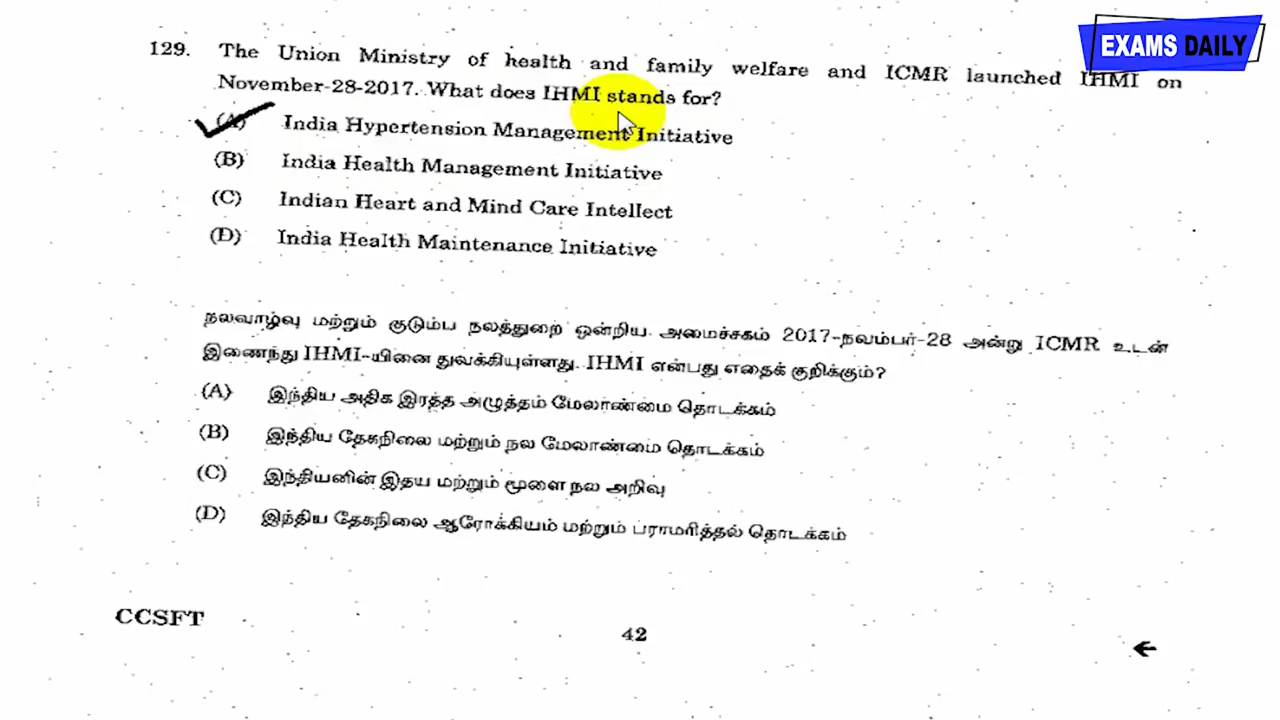 EXAMS DAILY
129. The Union Ministry of health and family welfare and ICMR launched IHMI on
November-28-2017. What does IHMI stands for?
(A) India Hypertension Management Initiative
(B) India Health Management Initiative
(C) Indian Heart and Mind Care Intellect
(D) India Health Maintenance Initiative
நலவாழ்வு மற்றும் குடும்ப நலத்துறை ஒன்றிய அமைச்சகம் 2017-நவம்பர்-28 அன்று ICMR உடன்
இணைந்து IHMI-யினை துவக்கியுள்ளது. IHMI என்பது எதைக் குறிக்கும்?
(A) இந்திய அதிக இரத்த அழுத்தம் மேலாண்மை தொடக்கம்
(B) இந்திய தேகநிலை மற்றும் நல மேலாண்மை தொடக்கம்
(C) இந்தியனின் இதய மற்றும் மூளை நல அறிவு
(D) இந்திய தேகநிலை ஆரோக்கியம் மற்றும் பராமரித்தல் தொடக்கம்
CCSFT
42